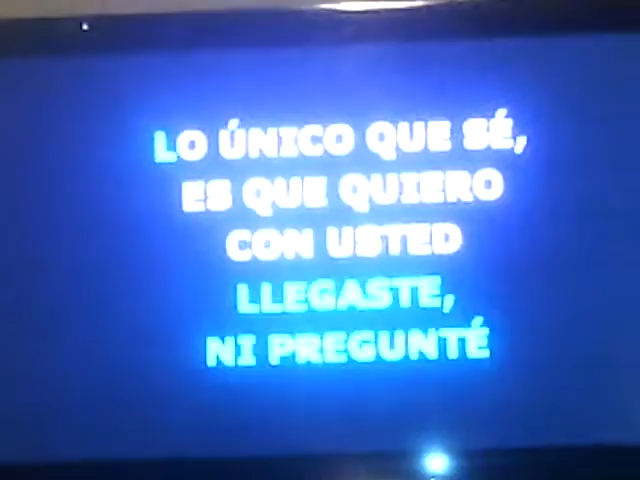 LO ÚNICO QUE SÉ,
ES QUE QUIERO
CON USTED
LLEGASTE,
NI PREGUNTÉ